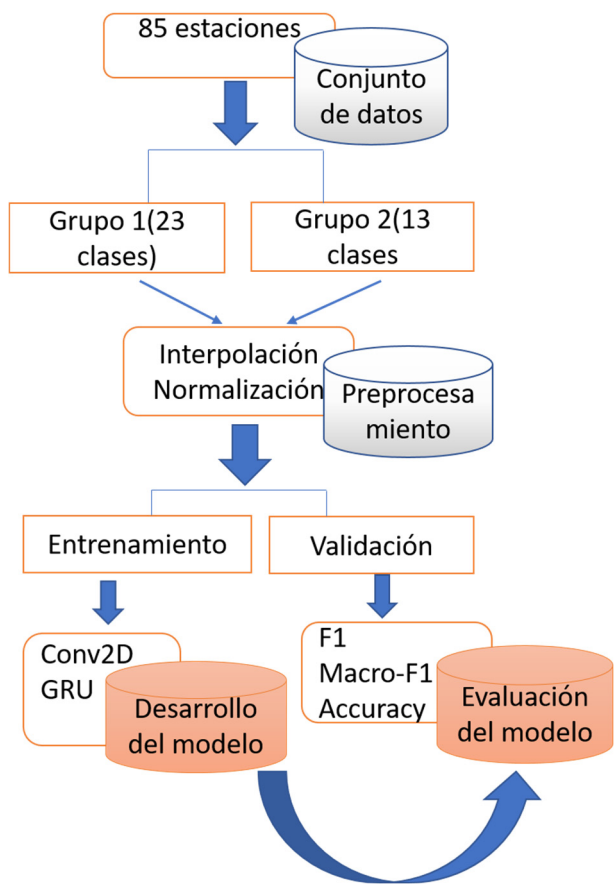 85 estaciones
Conjunto
de datos
Grupo 1(23
clases)
Grupo 2(13
clases
Interpolación
Normalización
Preprocesa
miento
Entrenamiento
Validación
Conv2D
GRU
Desarrollo
del modelo
F1
Macro-F1
Accuracy
Evaluación
del modelo